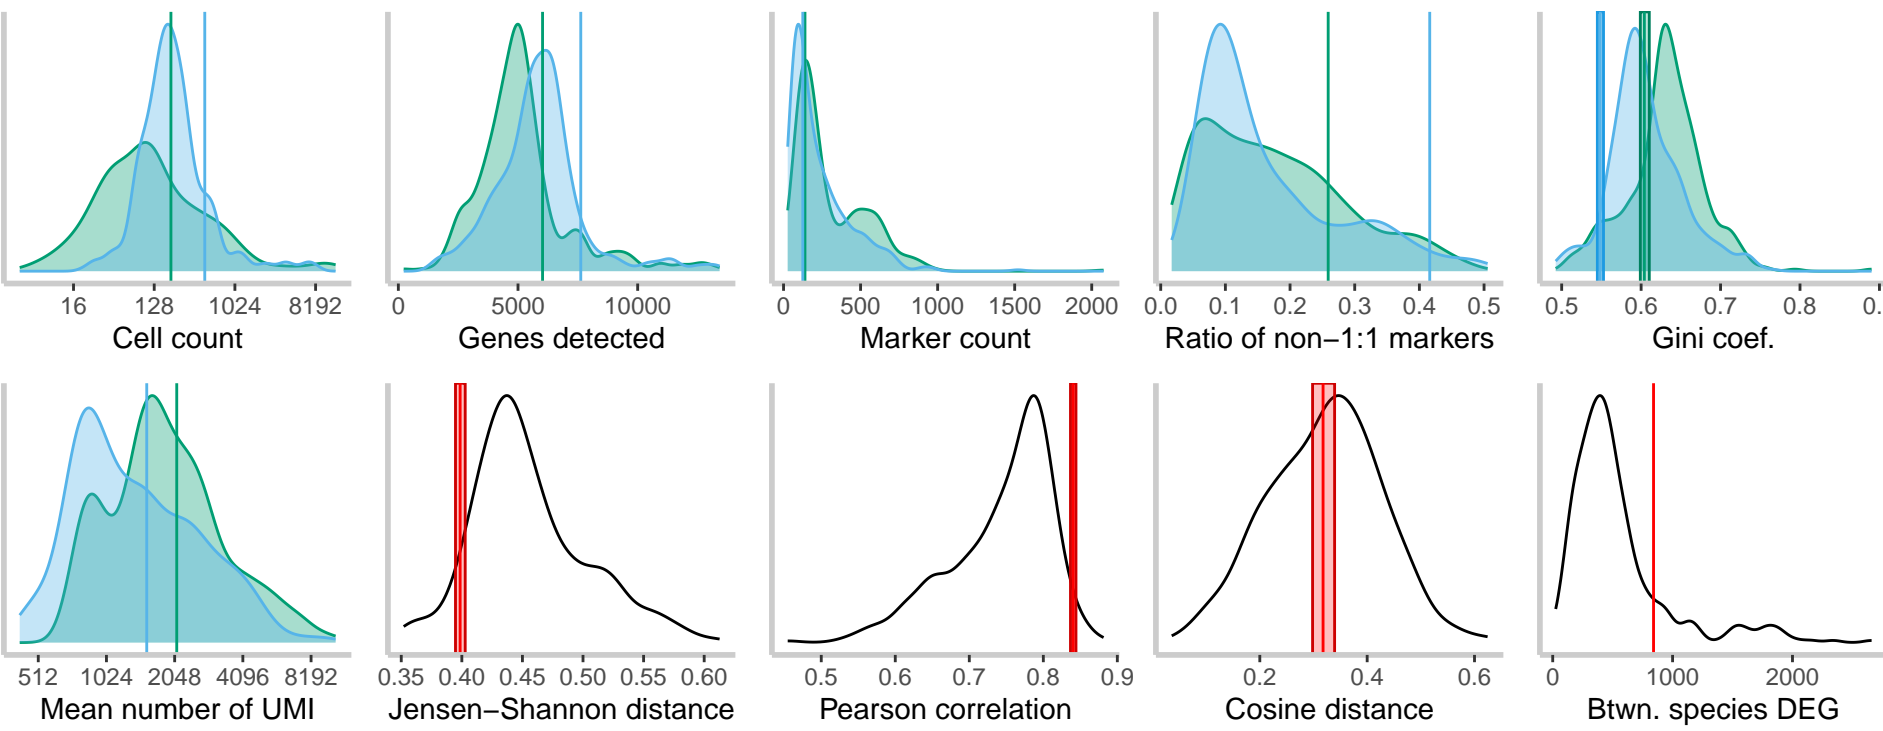 16 128 1024 8192
Cell count
0 5000 10000
Genes detected
0 500 1000 1500 2000
Marker count
0.0 0.1 0.2 0.3 0.4 0.5
Ratio of non−1:1 markers
0.5 0.6 0.7 0.8 0.
Gini coef.
512 1024 2048 4096 8192
Mean number of UMI
0.35 0.40 0.45 0.50 0.55 0.60
Jensen−Shannon distance
0.5 0.6 0.7 0.8 0.9
Pearson correlation
0.2 0.4 0.6
Cosine distance
0 1000 2000
Btwn. species DEG